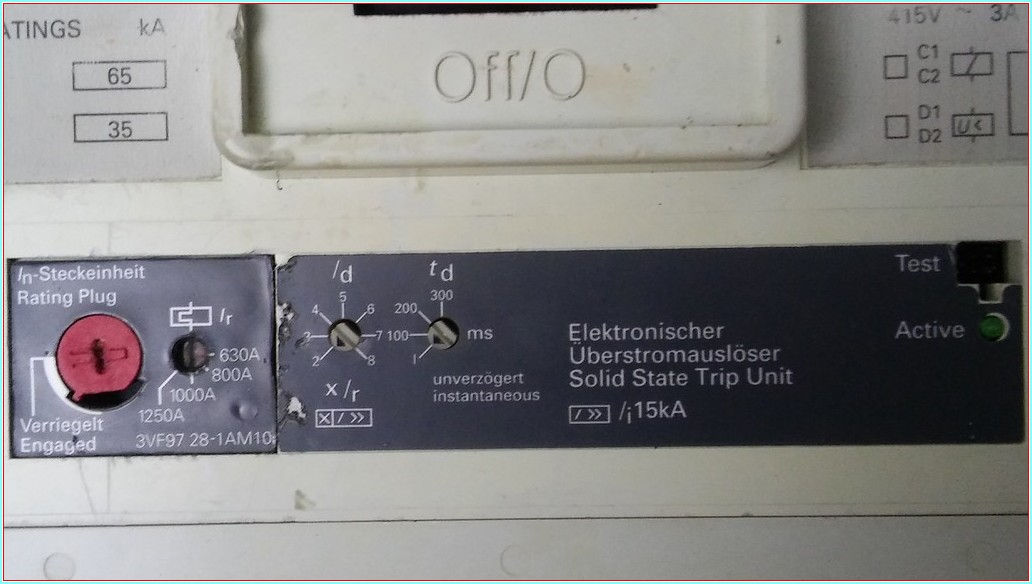 ATINGS kA
65
35
Off/O
415V ~ 3A
C1
C2
D1
D2
U<
In-Steckeinheit
Rating Plug
Ir
630A
800A
1000A
1250A
Verriegelt
Engaged
3VF97 28-1AM10
Id
2 3 4 5 6 7 8
x Ir
X I >>
td
I 100 200 300
ms
unverzögert
instantaneous
Elektronischer
Überstromauslöser
Solid State Trip Unit
I >> Ii15kA
Test
Active